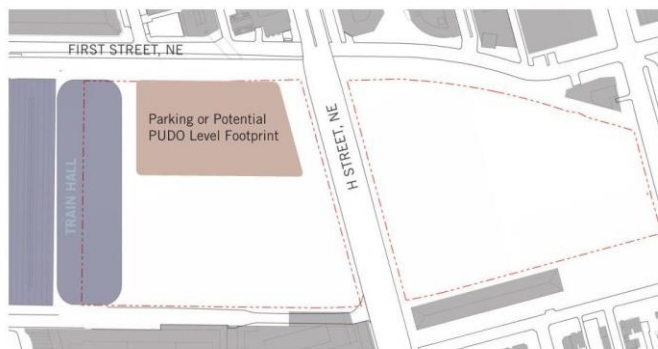 FIRST STREET, NE
Parking or Potential
PUDO Level Footprint
H STREET, NE
TRAIN HALL